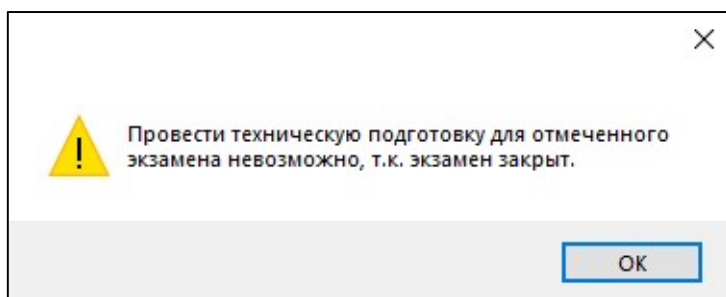 Провести техническую подготовку для отмеченного
экзамена невозможно, т.к. экзамен закрыт.
OK